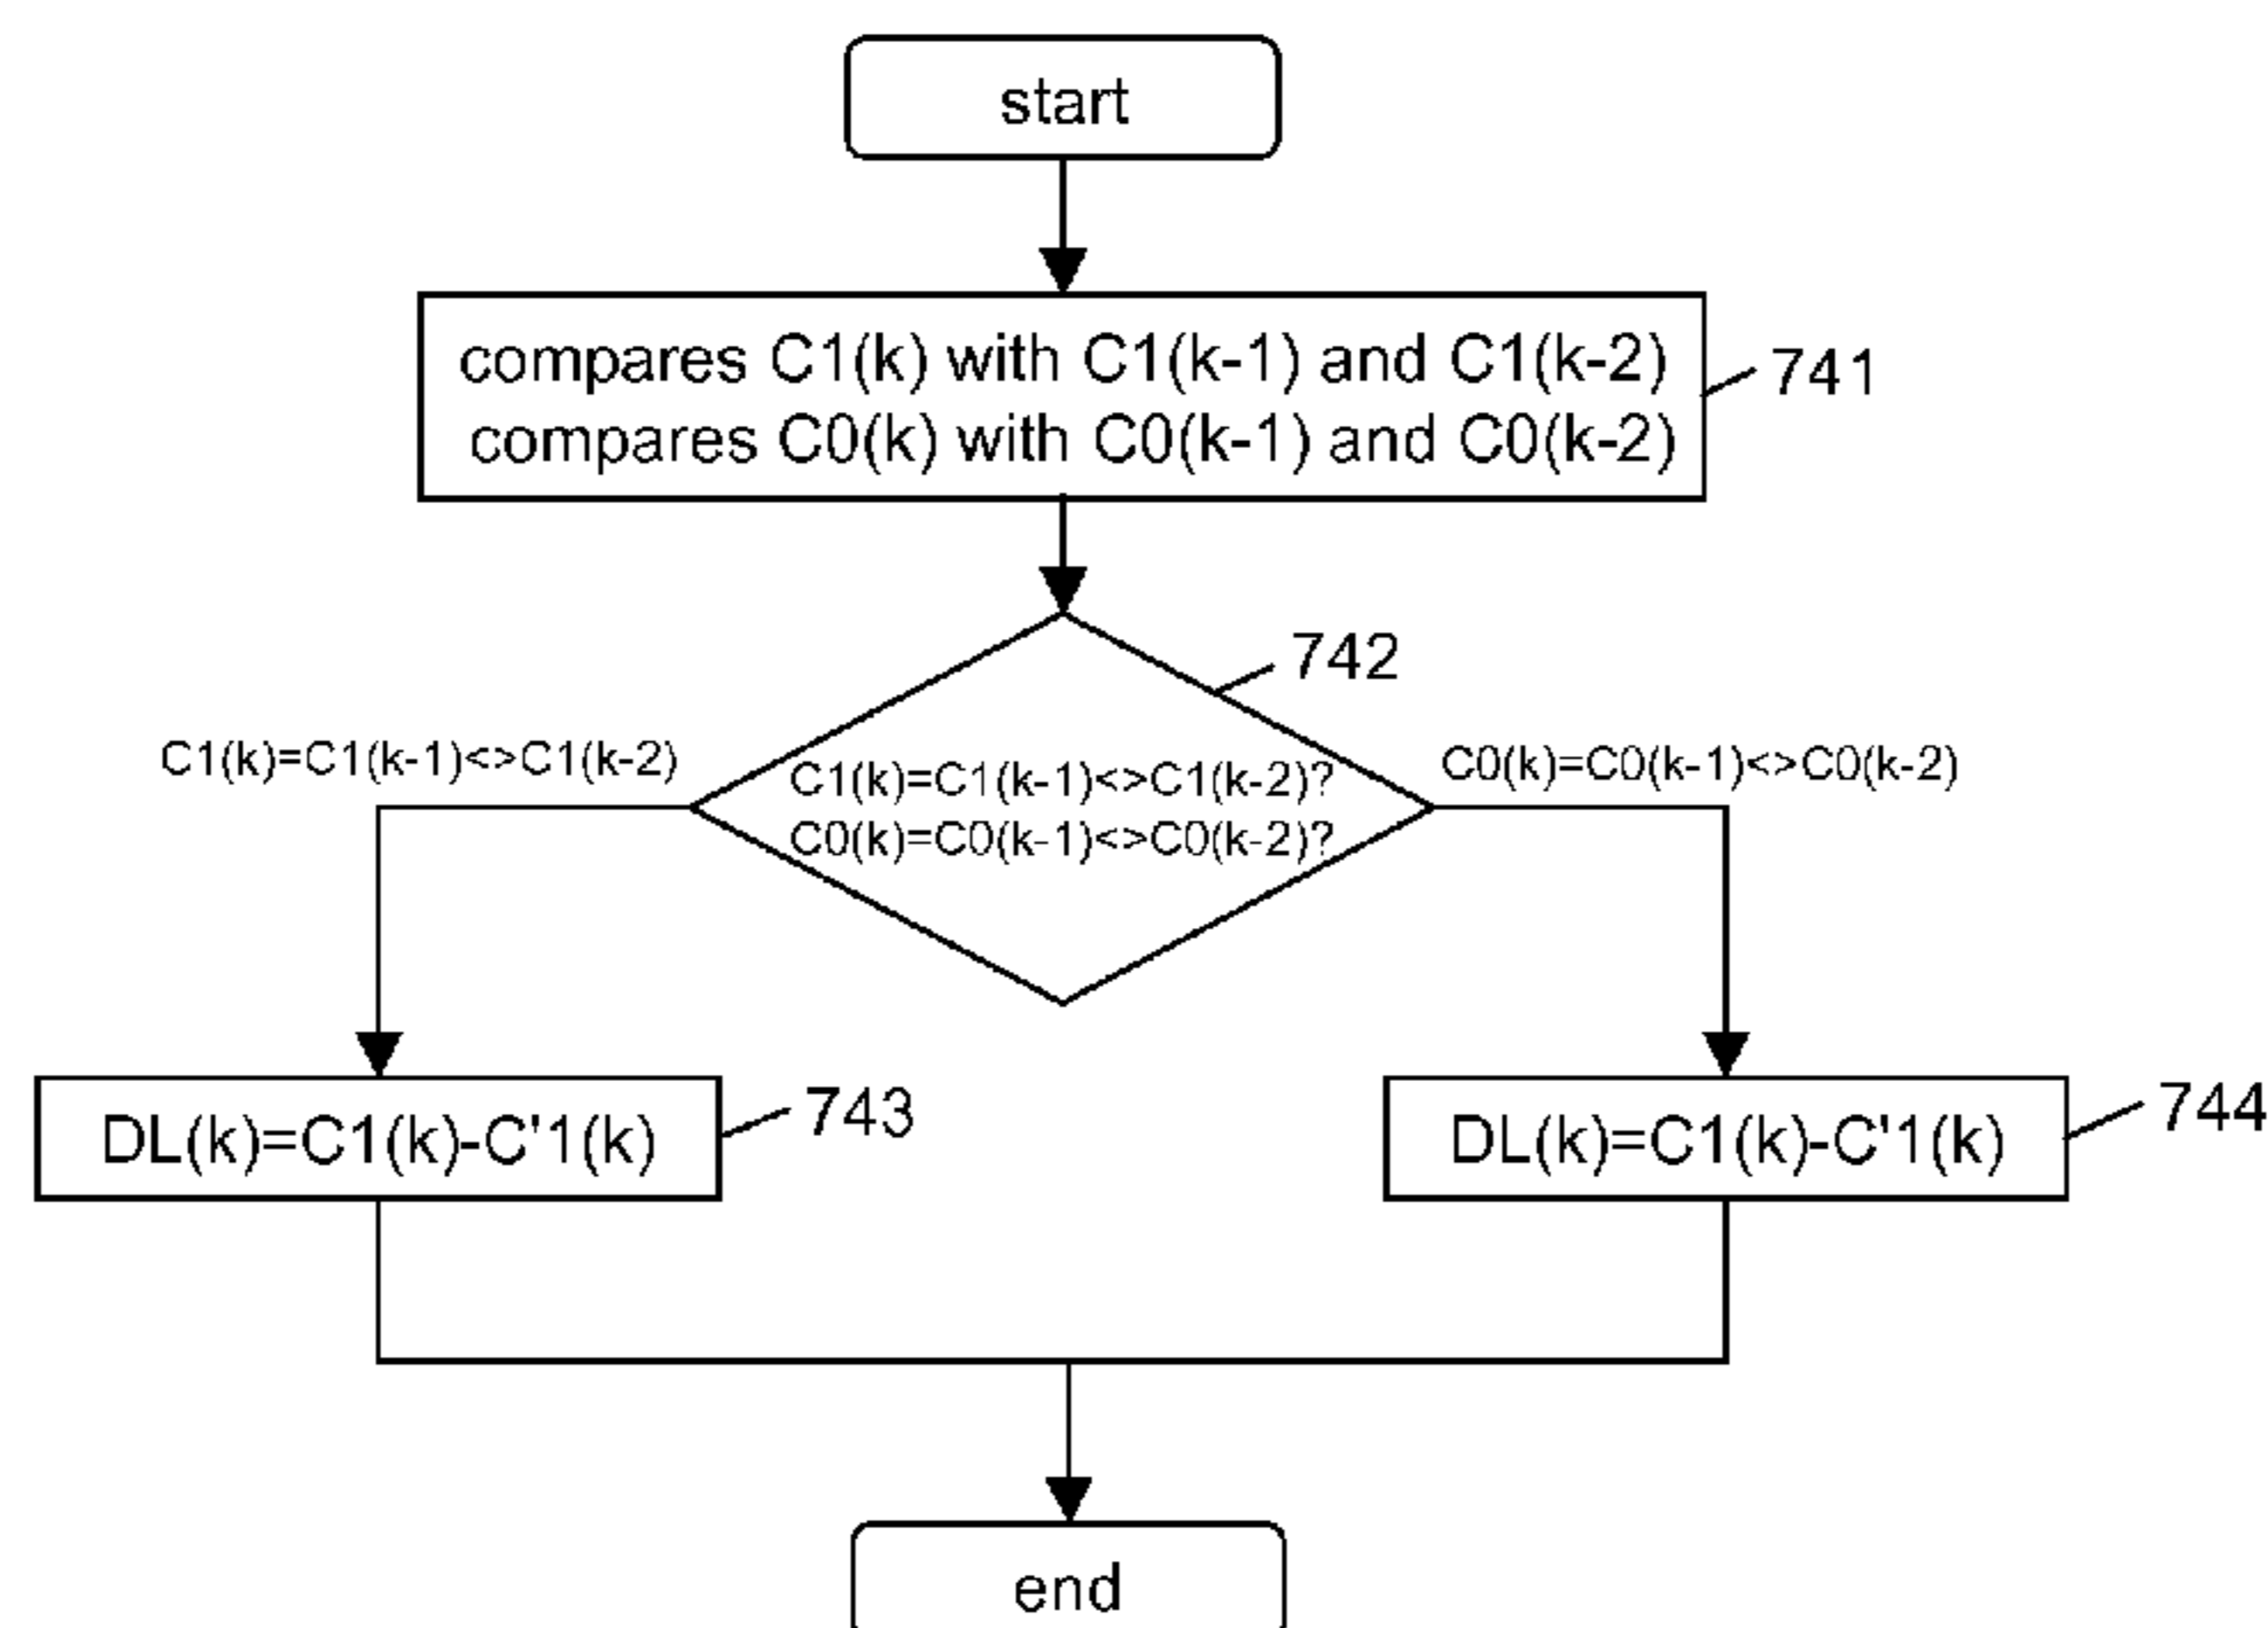 start
compares C1(k) with C1(k-1) and C1(k-2)
compares C0(k) with C0(k-1) and C0(k-2)
741
742
C1(k)=C1(k-1)<>C1(k-2)
C1(k)=C1(k-1)<>C1(k-2)?
C0(k)=C0(k-1)<>C0(k-2)?
C0(k)=C0(k-1)<>C0(k-2)
DL(k)=C1(k)-C'1(k)
743
DL(k)=C1(k)-C'1(k)
744
end